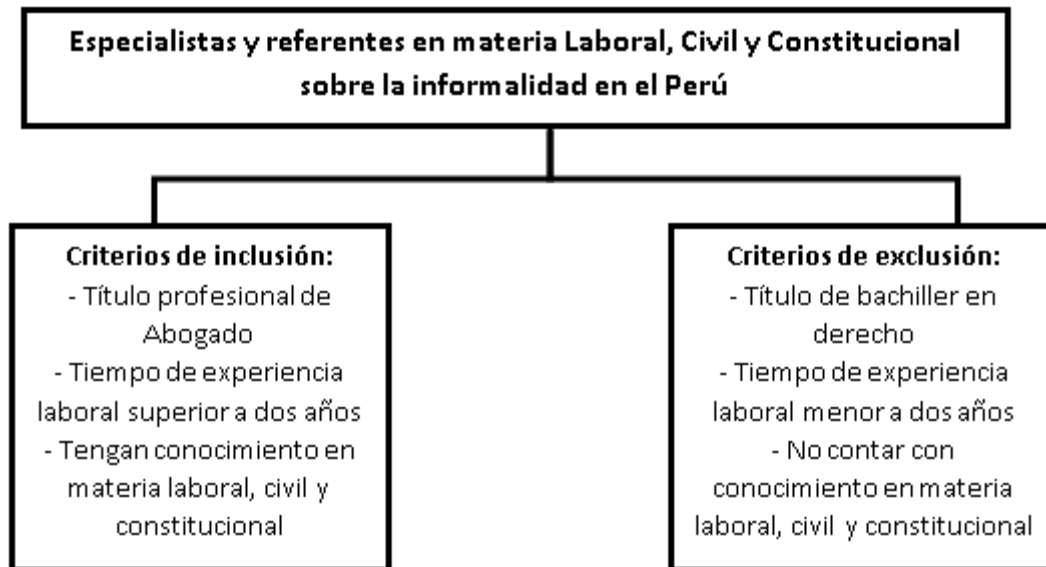 Especialistas y referentes en materia Laboral, Civil y Constitucional
sobre la informalidad en el Perú
Criterios de inclusión:
- Título profesional de
Abogado
- Tiempo de experiencia
laboral superior a dos años
- Tengan conocimiento en
materia laboral, civil y
constitucional
Criterios de exclusión:
- Título de bachiller en
derecho
- Tiempo de experiencia
laboral menor a dos años
- No contar con
conocimiento en materia
laboral, civil y constitucional